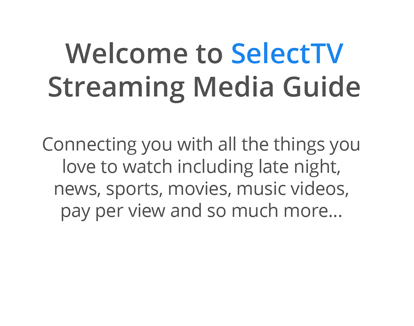 Welcome to SelectTV
Streaming Media Guide
Connecting you with all the things you
love to watch including late night,
news, sports, movies, music videos,
pay per view and so much more...